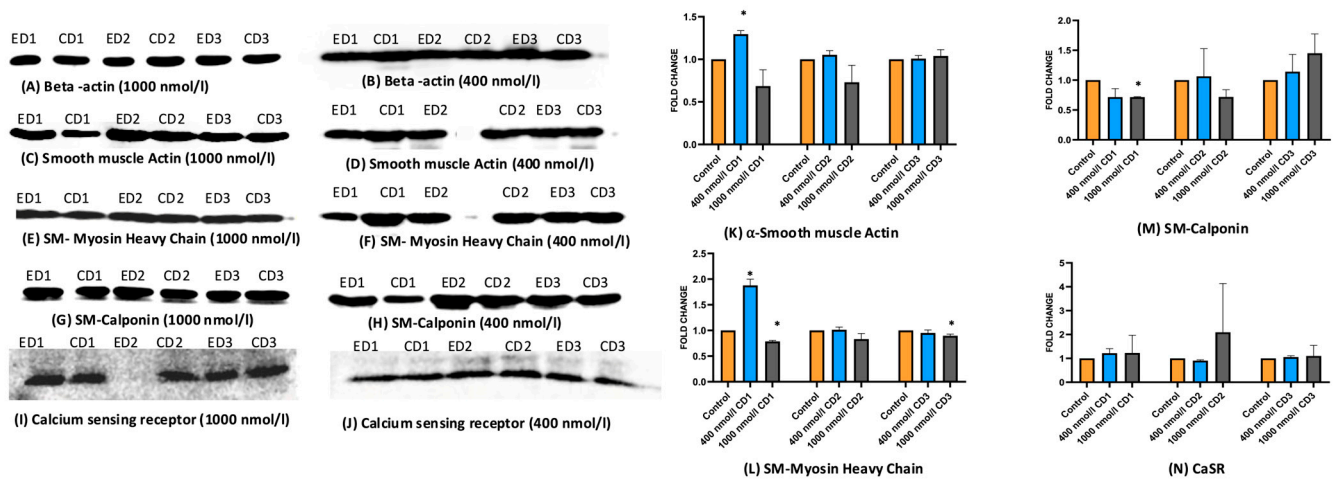 ED1 CD1 ED2 CD2 ED3 CD3
(A) Beta -actin (1000 nmol/l)
ED1 CD1 ED2 CD2 ED3 CD3
(B) Beta -actin (400 nmol/l)
ED1 CD1 ED2 CD2 ED3 CD3
(C) Smooth muscle Actin (1000 nmol/l)
ED1 CD1 ED2 CD2 ED3 CD3
(D) Smooth muscle Actin (400 nmol/l)
ED1 CD1 ED2 CD2 ED3 CD3
(E) SM- Myosin Heavy Chain (1000 nmol/l)
ED1 CD1 ED2 CD2 ED3 CD3
(F) SM- Myosin Heavy Chain (400 nmol/l)
ED1 CD1 ED2 CD2 ED3 CD3
(G) SM-Calponin (1000 nmol/l)
ED1 CD1 ED2 CD2 ED3 CD3
(H) SM-Calponin (400 nmol/l)
ED1 CD1 ED2 CD2 ED3 CD3
(I) Calcium sensing receptor (1000 nmol/l)
ED1 CD1 ED2 CD2 ED3 CD3
(J) Calcium sensing receptor (400 nmol/l)
FOLD CHANGE
1.5
1.0
0.5
0.0
*
Control
400 nmol/l CD1
1000 nmol/l CD1
Control
400 nmol/l CD2
1000 nmol/l CD2
Control
400 nmol/l CD3
1000 nmol/l CD3
(K) α-Smooth muscle Actin
FOLD CHANGE
2.5
2.0
1.5
1.0
0.5
0.0
*
*
*
Control
400 nmol/l CD1
1000 nmol/l CD1
Control
400 nmol/l CD2
1000 nmol/l CD2
Control
400 nmol/l CD3
1000 nmol/l CD3
(L) SM-Myosin Heavy Chain
FOLD CHANGE
2.0
1.5
1.0
0.5
0.0
*
Control
400 nmol/l CD1
1000 nmol/l CD1
Control
400 nmol/l CD2
1000 nmol/l CD2
Control
400 nmol/l CD3
1000 nmol/l CD3
(M) SM-Calponin
FOLD CHANGE
5
4
3
2
1
0
Control
400 nmol/l CD1
1000 nmol/l CD1
Control
400 nmol/l CD2
1000 nmol/l CD2
Control
400 nmol/l CD3
1000 nmol/l CD3
(N) CaSR